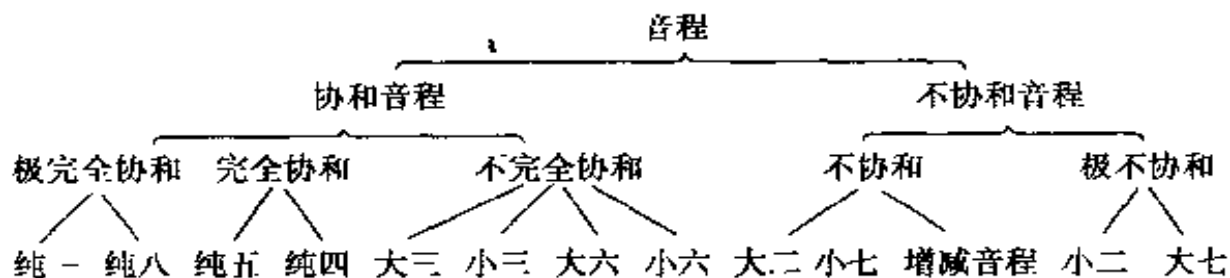 音程
协和音程 不协和音程
极完全协和 完全协和 不完全协和 不协和 极不协和
纯一 纯八 纯五 纯四 大三 小三 大六 小六 大二 小七 增减音程 小二 大七